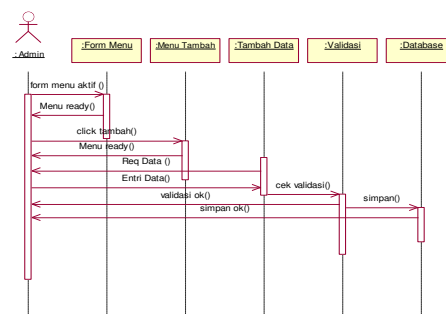 : Admin
:Form Menu
:Menu Tambah
:Tambah Data
:Validasi
:Database
form menu aktif ()
Menu ready()
click tambah()
Menu ready()
Req Data ()
Entri Data()
cek validasi()
validasi ok()
simpan()
simpan ok()